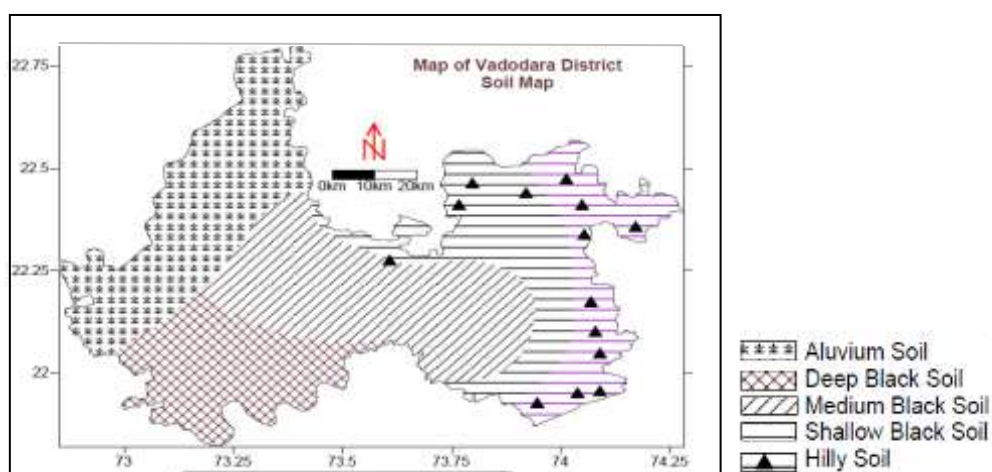 Map of Vadodara District
Soil Map
22.75
22.5
22.25
22
N
0km 10km 20km
73 73.25 73.5 73.75 74 74.25
Aluvium Soil
Deep Black Soil
Medium Black Soil
Shallow Black Soil
Hilly Soil